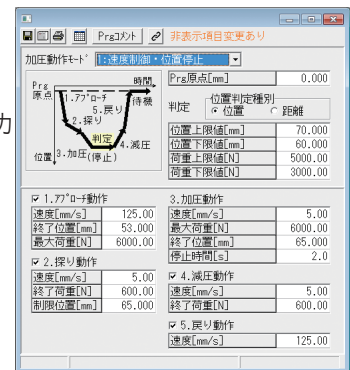 Prgｺﾒﾝﾄ 非表示項目変更あり
加圧動作ﾓｰﾄﾞ 1:速度制御・位置停止
力
Prg原点
時間
1.ｱﾌﾟﾛｰﾁ
待機
5.戻り
2.探り
判定
4.減圧
位置
3.加圧(停止)
Prg原点[mm] 0.000
判定
位置判定種別
位置 距離
位置上限値[mm] 70.000
位置下限値[mm] 60.000
荷重上限値[N] 5000.00
荷重下限値[N] 3000.00
1.ｱﾌﾟﾛｰﾁ動作
速度[mm/s] 125.00
終了位置[mm] 53.000
最大荷重[N] 6000.00
2.探り動作
速度[mm/s] 5.00
終了荷重[N] 600.00
制限位置[mm] 65.000
3.加圧動作
速度[mm/s] 5.00
最大荷重[N] 6000.00
終了位置[mm] 65.000
停止時間[s] 2.0
4.減圧動作
速度[mm/s] 5.00
終了荷重[N] 600.00
5.戻り動作
速度[mm/s] 125.00